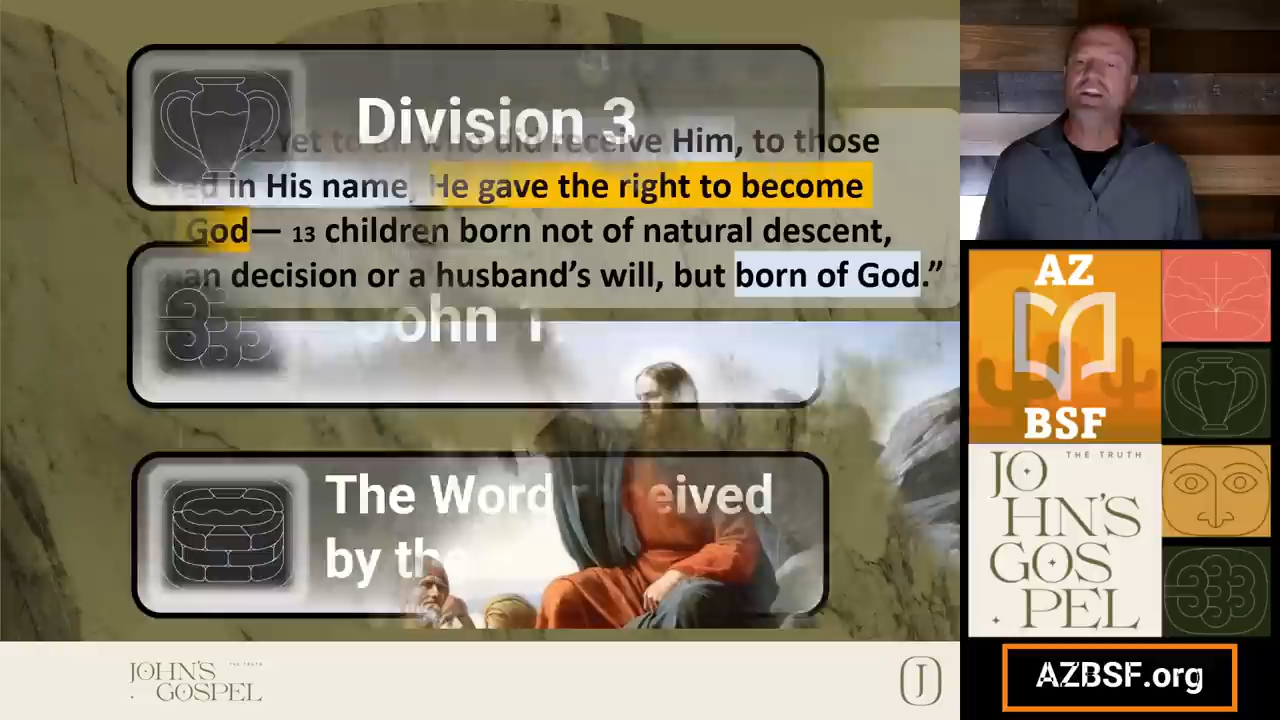 Division 3
12 Yet to all who did receive Him, to those
in His name, He gave the right to become
God— 13 children born not of natural descent,
decision or a husband's will, but born of God."
John 1
The Word
by
JOHN'S
THE TRUTH
GOSPEL
J
AZ
BSF
THE TRUTH
JO
HN'S
GOS
PEL
AZBSF.org